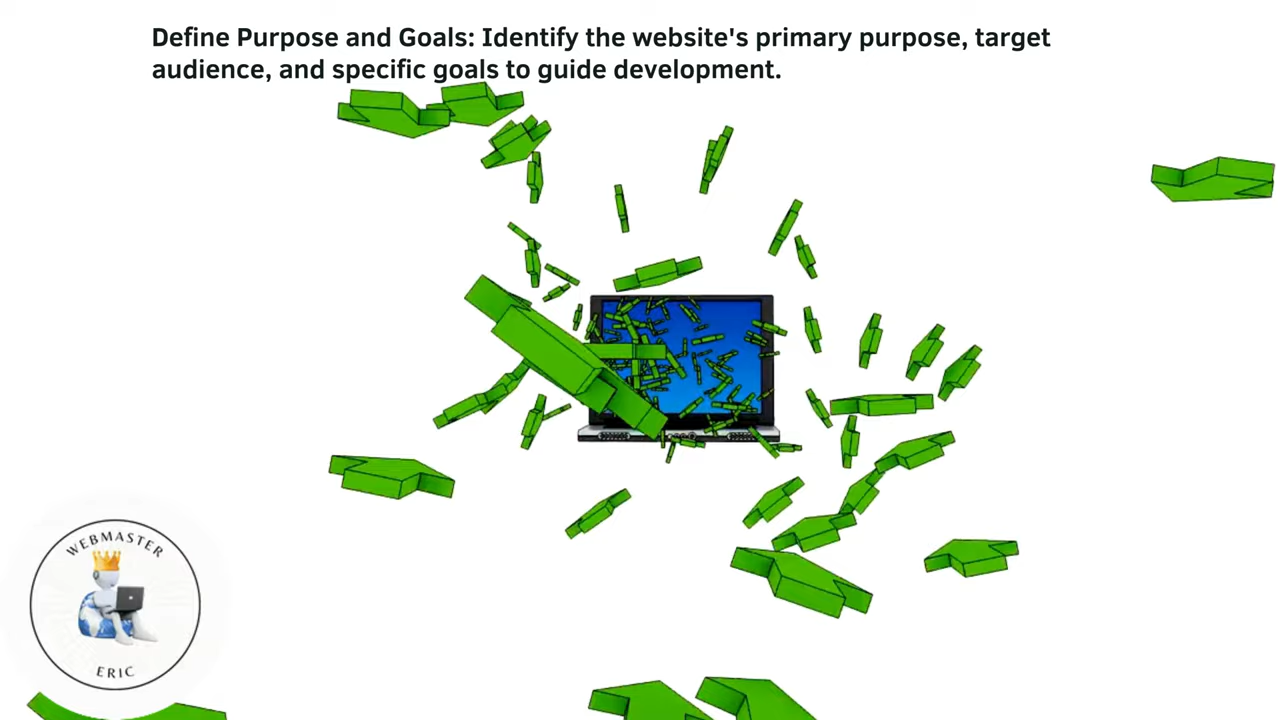 Define Purpose and Goals: Identify the website's primary purpose, target
audience, and specific goals to guide development.
WEBMASTER
ERIC